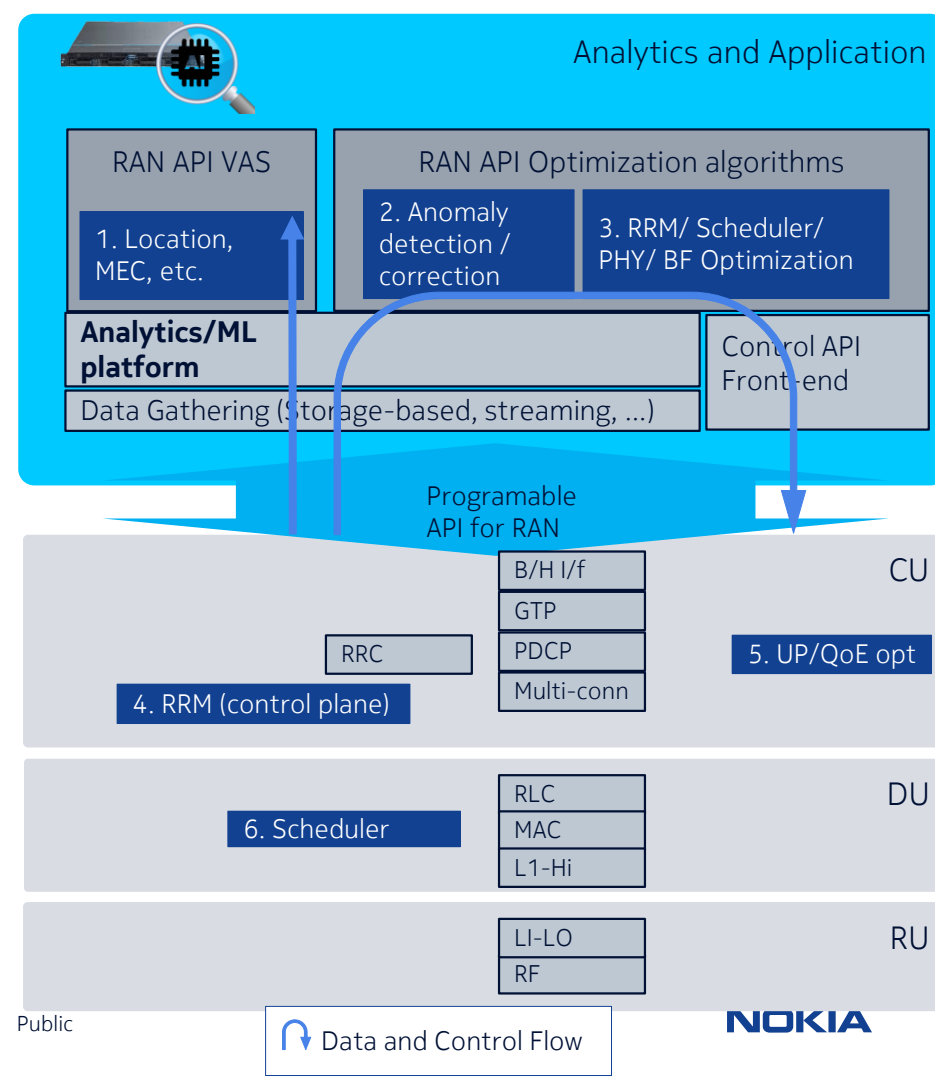 AI
Analytics and Application
RAN API VAS
1. Location,
MEC, etc.
RAN API Optimization algorithms
2. Anomaly
detection /
correction
3. RRM/ Scheduler/
PHY/ BF Optimization
Analytics/ML
platform
Control API
Front-end
Data Gathering (Storage-based, streaming, ...)
Programable
API for RAN
CU
B/H I/f
GTP
RRC
PDCP
5. UP/QoE opt
Multi-conn
4. RRM (control plane)
DU
RLC
6. Scheduler
MAC
L1-Hi
RU
LI-LO
RF
Public
Data and Control Flow
NOKIA